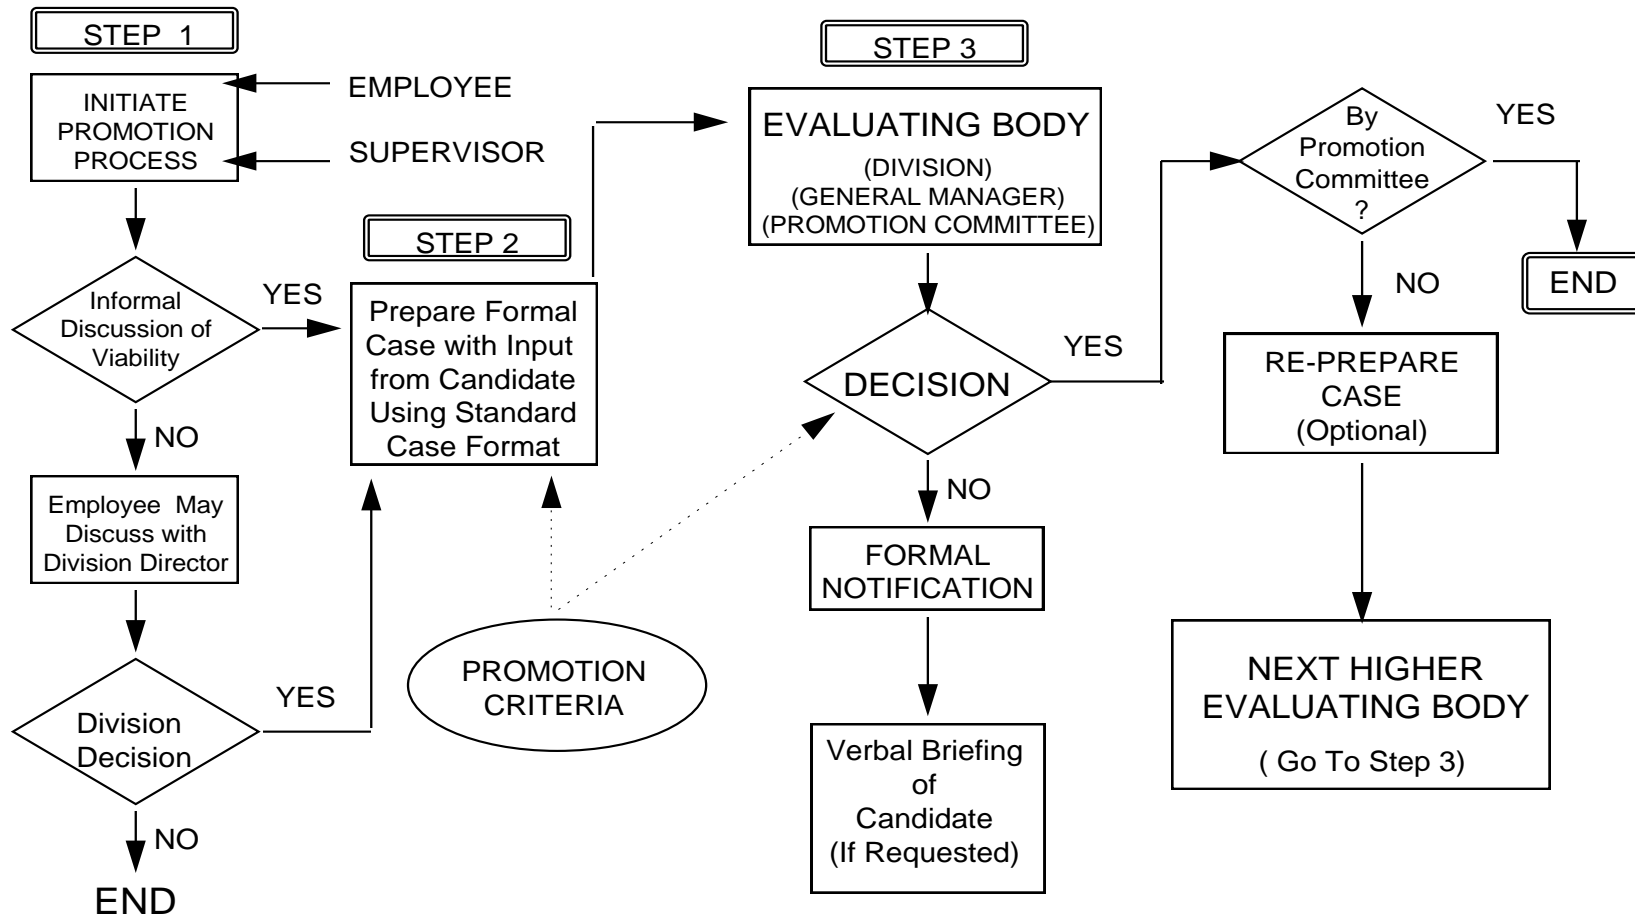 STEP 1
INITIATE
PROMOTION
PROCESS
EMPLOYEE
SUPERVISOR
Informal
Discussion of
Viability
YES
NO
Employee May
Discuss with
Division Director
Division
Decision
YES
NO
END
STEP 2
Prepare Formal
Case with Input
from Candidate
Using Standard
Case Format
PROMOTION
CRITERIA
STEP 3
EVALUATING BODY
(DIVISION)
(GENERAL MANAGER)
(PROMOTION COMMITTEE)
DECISION
YES
NO
FORMAL
NOTIFICATION
Verbal Briefing
of
Candidate
(If Requested)
By
Promotion
Committee
?
YES
END
NO
RE-PREPARE
CASE
(Optional)
NEXT HIGHER
EVALUATING BODY
( Go To Step 3)